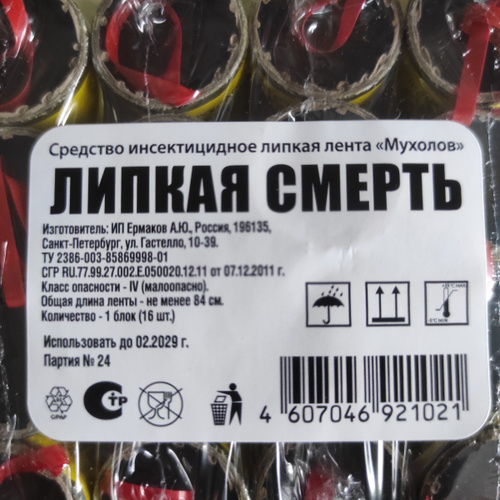 Средство инсектицидное липкая лента «Мухолов»
ЛИПКАЯ СМЕРТЬ
Изготовитель: ИП Ермаков А.Ю., Россия, 196135,
Санкт-Петербург, ул. Гастелло, 10-39.
ТУ 2386-003-85869998-01
СГР RU.77.99.27.002.E.050020.12.11 от 07.12.2011 г.
Класс опасности - IV (малоопасно).
Общая длина ленты - не менее 84 см.
Количество - 1 блок (16 шт.)
Использовать до 02.2029 г.
Партия № 24
4 607046 921021